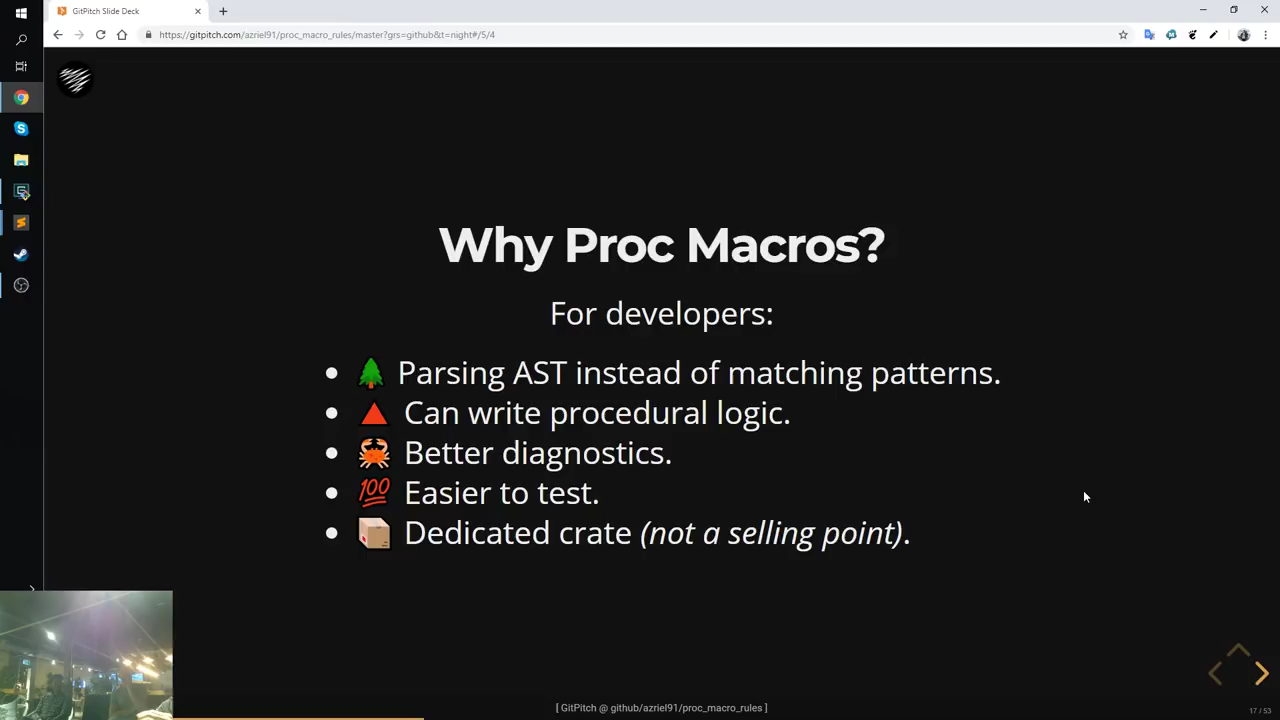 GitPitch Slide Deck
https://gitpitch.com/azriel91/proc_macro_rules/master?grs=github&t=night#/5/4
Why Proc Macros?
For developers:
• 🌲 Parsing AST instead of matching patterns.
• 🔺 Can write procedural logic.
• 🦀 Better diagnostics.
• 💯 Easier to test.
• 📦 Dedicated crate (not a selling point).
[ GitPitch @ github/azriel91/proc_macro_rules ]
17 / 53